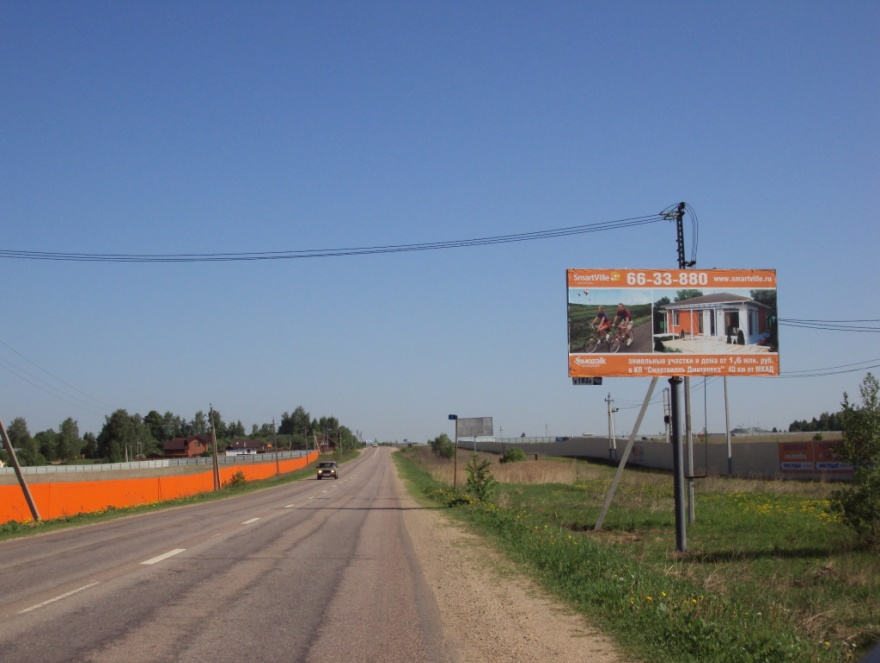 SmartVille 66-33-880 www.smartville.ru
земельные участки и дома от 1,6 млн. руб.
в КП "Смартвилль Дмитровка" 40 км от МКАД